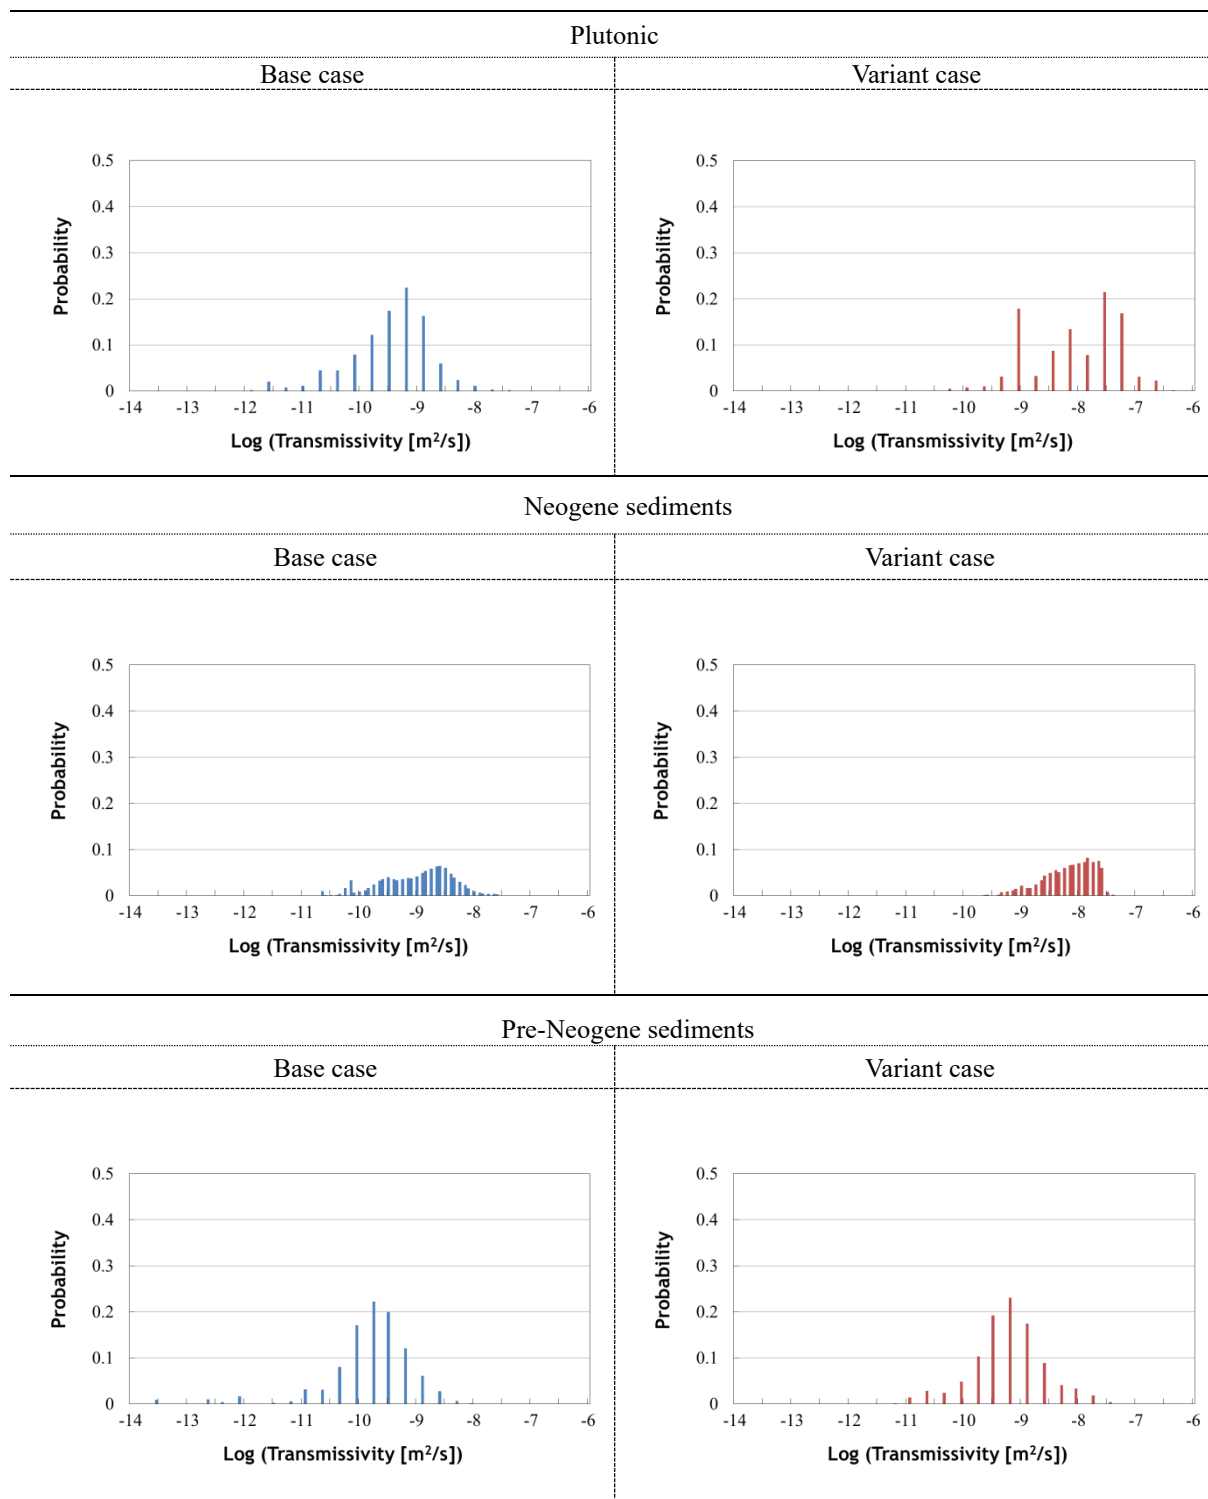 Plutonic
Base case
Variant case
0.5
0.4
0.3
0.2
0.1
0
Probability
-14 -13 -12 -11 -10 -9 -8 -7 -6
Log (Transmissivity [m²/s])
0.5
0.4
0.3
0.2
0.1
0
Probability
-14 -13 -12 -11 -10 -9 -8 -7 -6
Log (Transmissivity [m²/s])
Neogene sediments
Base case
Variant case
0.5
0.4
0.3
0.2
0.1
0
Probability
-14 -13 -12 -11 -10 -9 -8 -7 -6
Log (Transmissivity [m²/s])
0.5
0.4
0.3
0.2
0.1
0
Probability
-14 -13 -12 -11 -10 -9 -8 -7 -6
Log (Transmissivity [m²/s])
Pre-Neogene sediments
Base case
Variant case
0.5
0.4
0.3
0.2
0.1
0
Probability
-14 -13 -12 -11 -10 -9 -8 -7 -6
Log (Transmissivity [m²/s])
0.5
0.4
0.3
0.2
0.1
0
Probability
-14 -13 -12 -11 -10 -9 -8 -7 -6
Log (Transmissivity [m²/s])